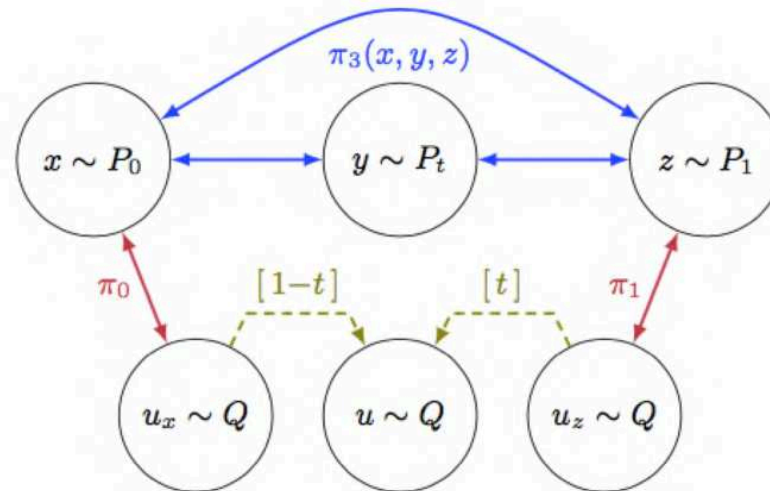 π₃(x, y, z)
x ∼ P₀ y ∼ Pₜ z ∼ P₁
π₀ [1−t] [t] π₁
uₓ ∼ Q u ∼ Q u_z ∼ Q